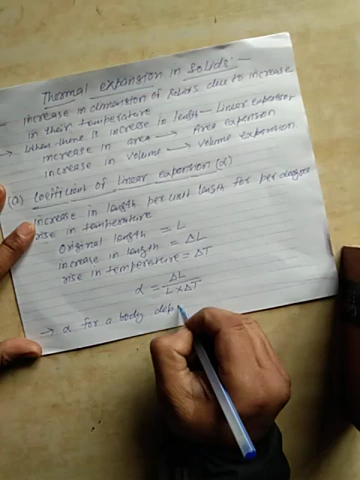 Thermal expansion in solids:-
- increase in dimension of solids due to increase
in their temperature
→ When there is increase in length — Linear expansion
increase in area → Area expansion
increase in volume → volume expansion
(a) Coefficient of linear expansion (α)
increase in length per unit length for per degree
rise in temperature
original length = L
increase in length = ΔL
rise in temperature = ΔT
α = ΔL / L×ΔT
→ α for a body dep